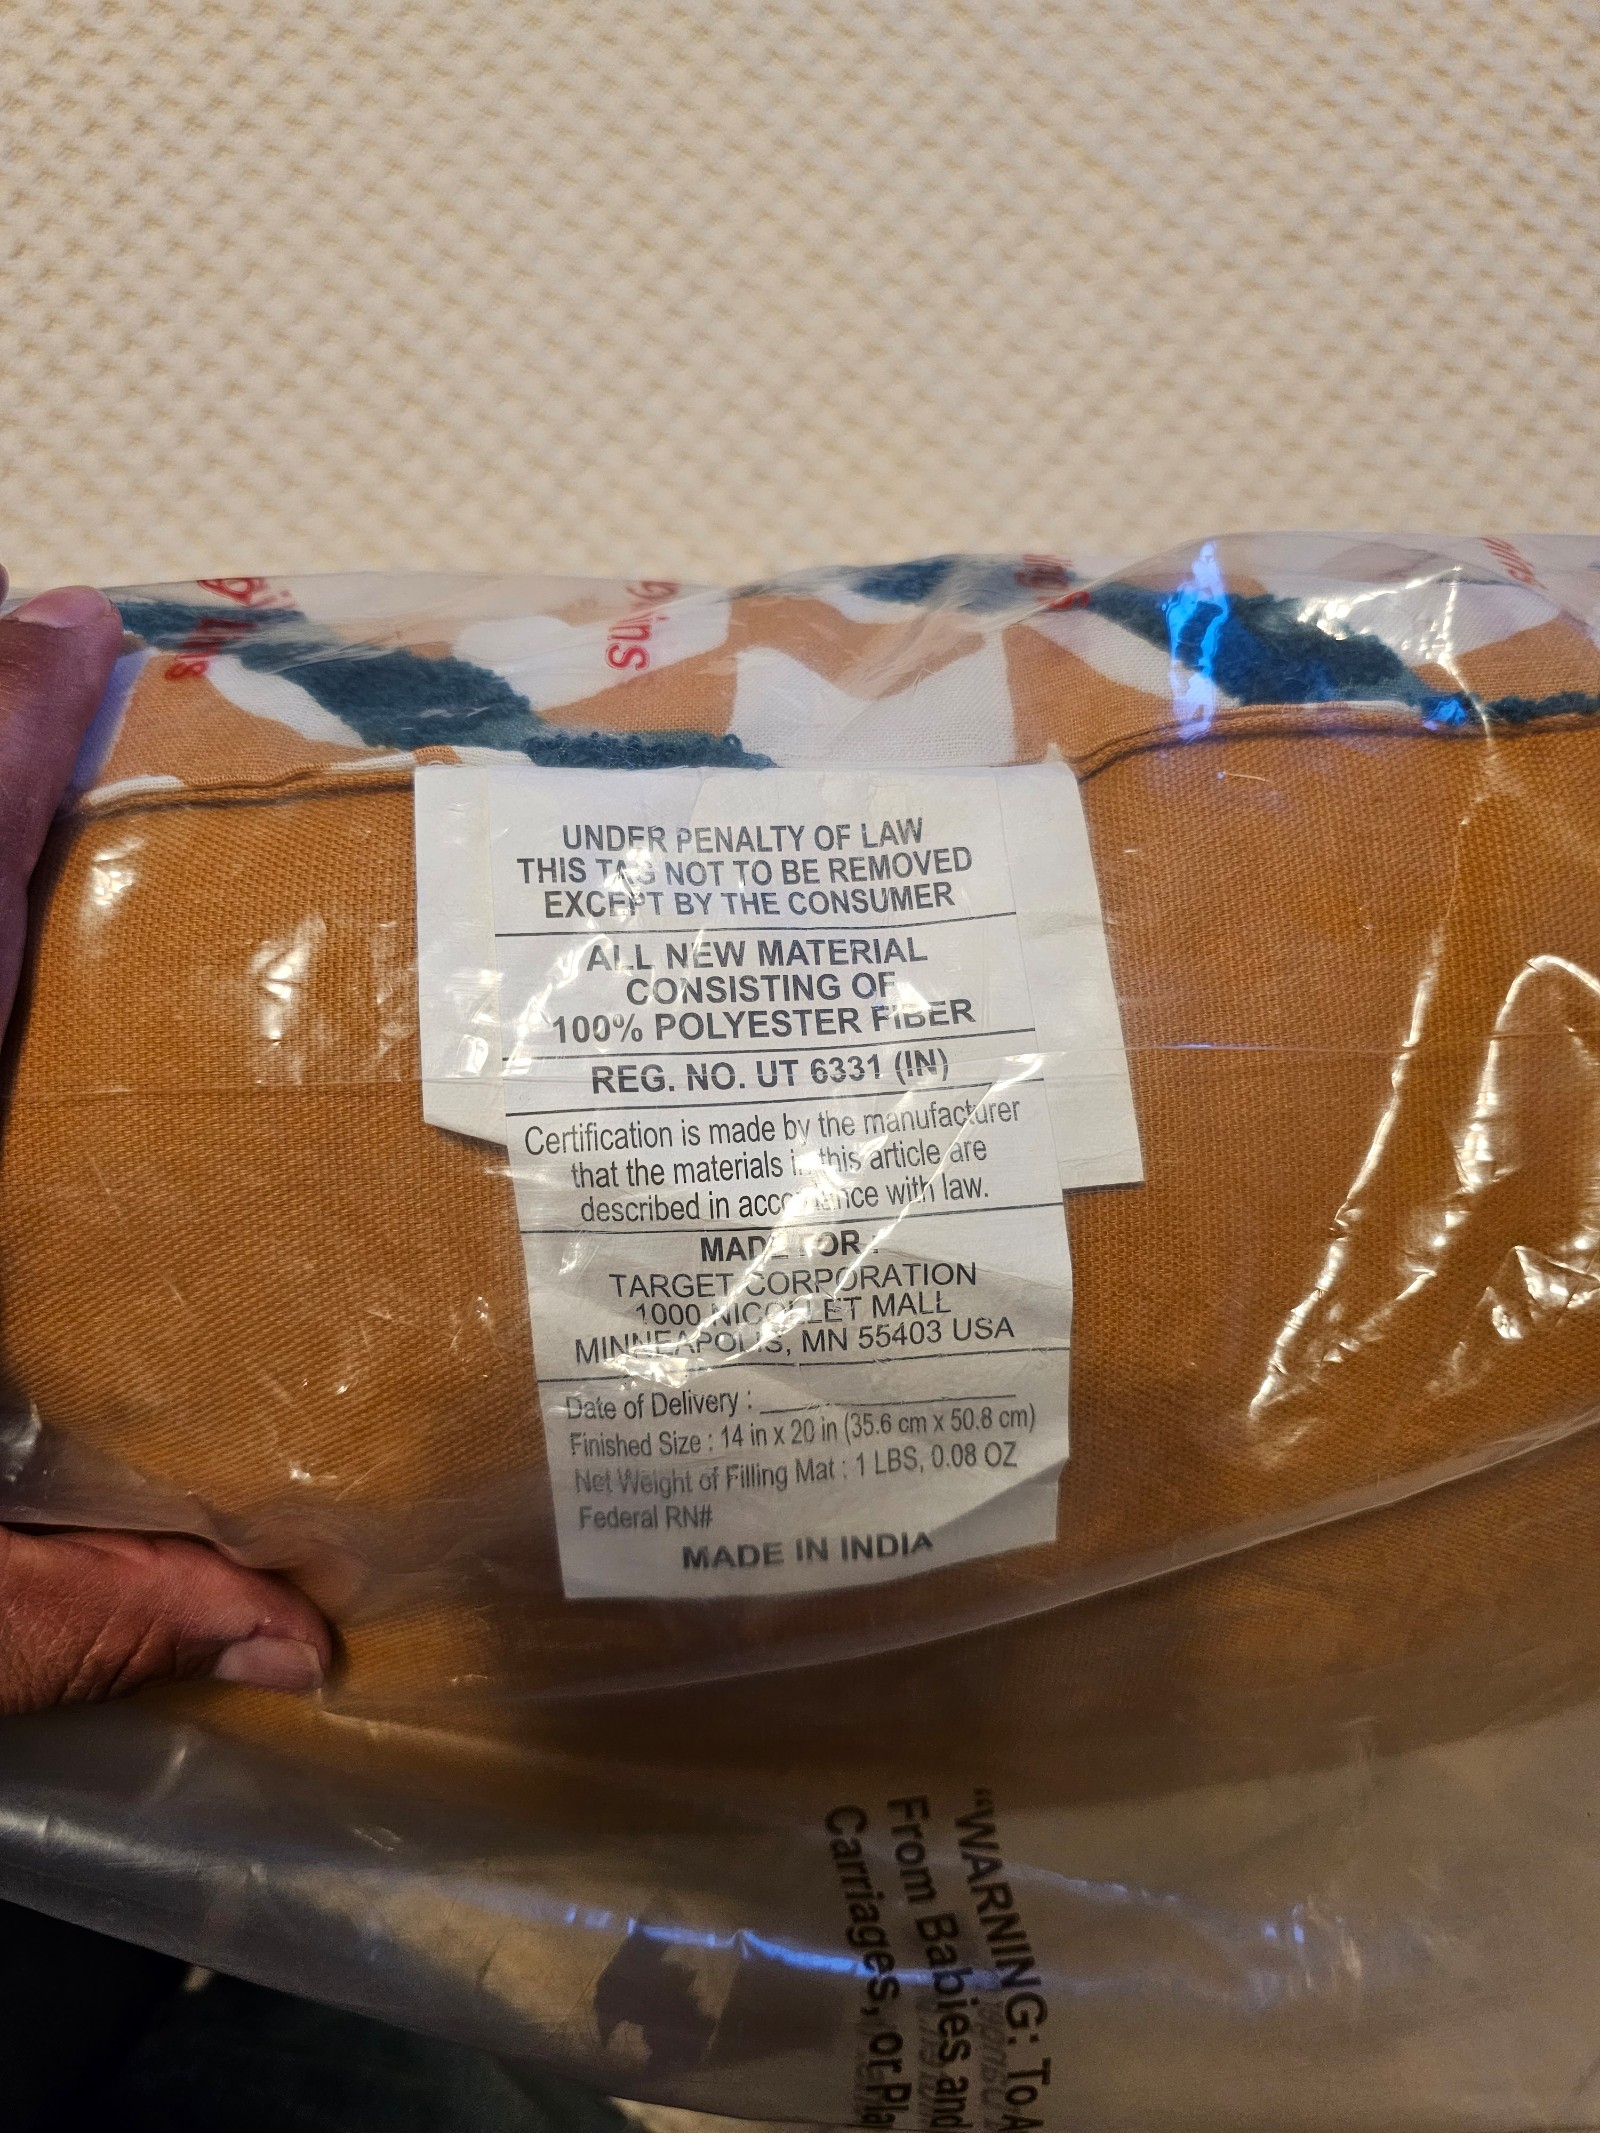 UNDER PENALTY OF LAW
THIS TAG NOT TO BE REMOVED
EXCEPT BY THE CONSUMER
ALL NEW MATERIAL
CONSISTING OF
100% POLYESTER FIBER
REG. NO. UT 6331 (IN)
Certification is made by the manufacturer
that the materials in this article are
described in accordance with law.
MADE FOR :
TARGET CORPORATION
1000 NICOLLET MALL
MINNEAPOLIS, MN 55403 USA
Date of Delivery :
Finished Size : 14 in x 20 in (35.6 cm x 50.8 cm)
Net Weight of Filling Mat : 1 LBS, 0.08 OZ
Federal RN#
MADE IN INDIA
"WARNING: To
From Babies and
Carriages, or